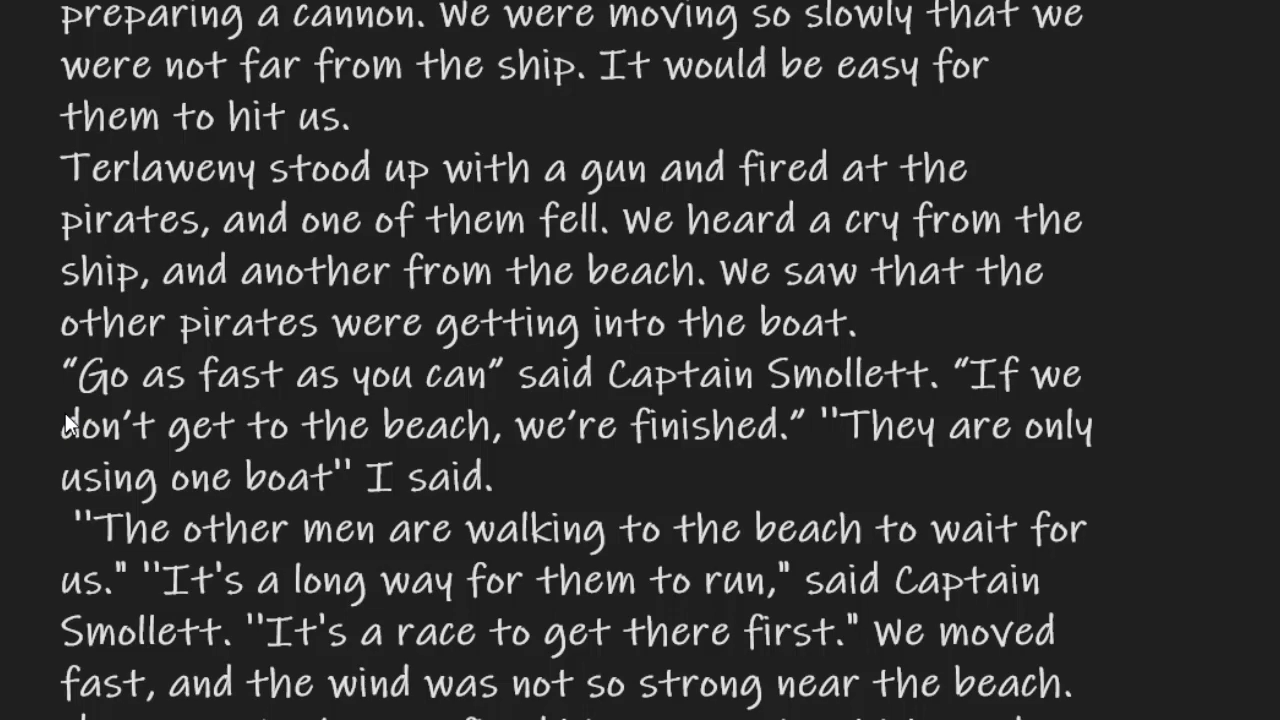 preparing a cannon. We were moving so slowly that we
were not far from the ship. It would be easy for
them to hit us.
Terlaweny stood up with a gun and fired at the
pirates, and one of them fell. We heard a cry from the
ship, and another from the beach. We saw that the
other pirates were getting into the boat.
“Go as fast as you can” said Captain Smollett. “If we
don’t get to the beach, we’re finished.” "They are only
using one boat" I said.
"The other men are walking to the beach to wait for
us." "It's a long way for them to run," said Captain
Smollett. "It's a race to get there first." We moved
fast, and the wind was not so strong near the beach.